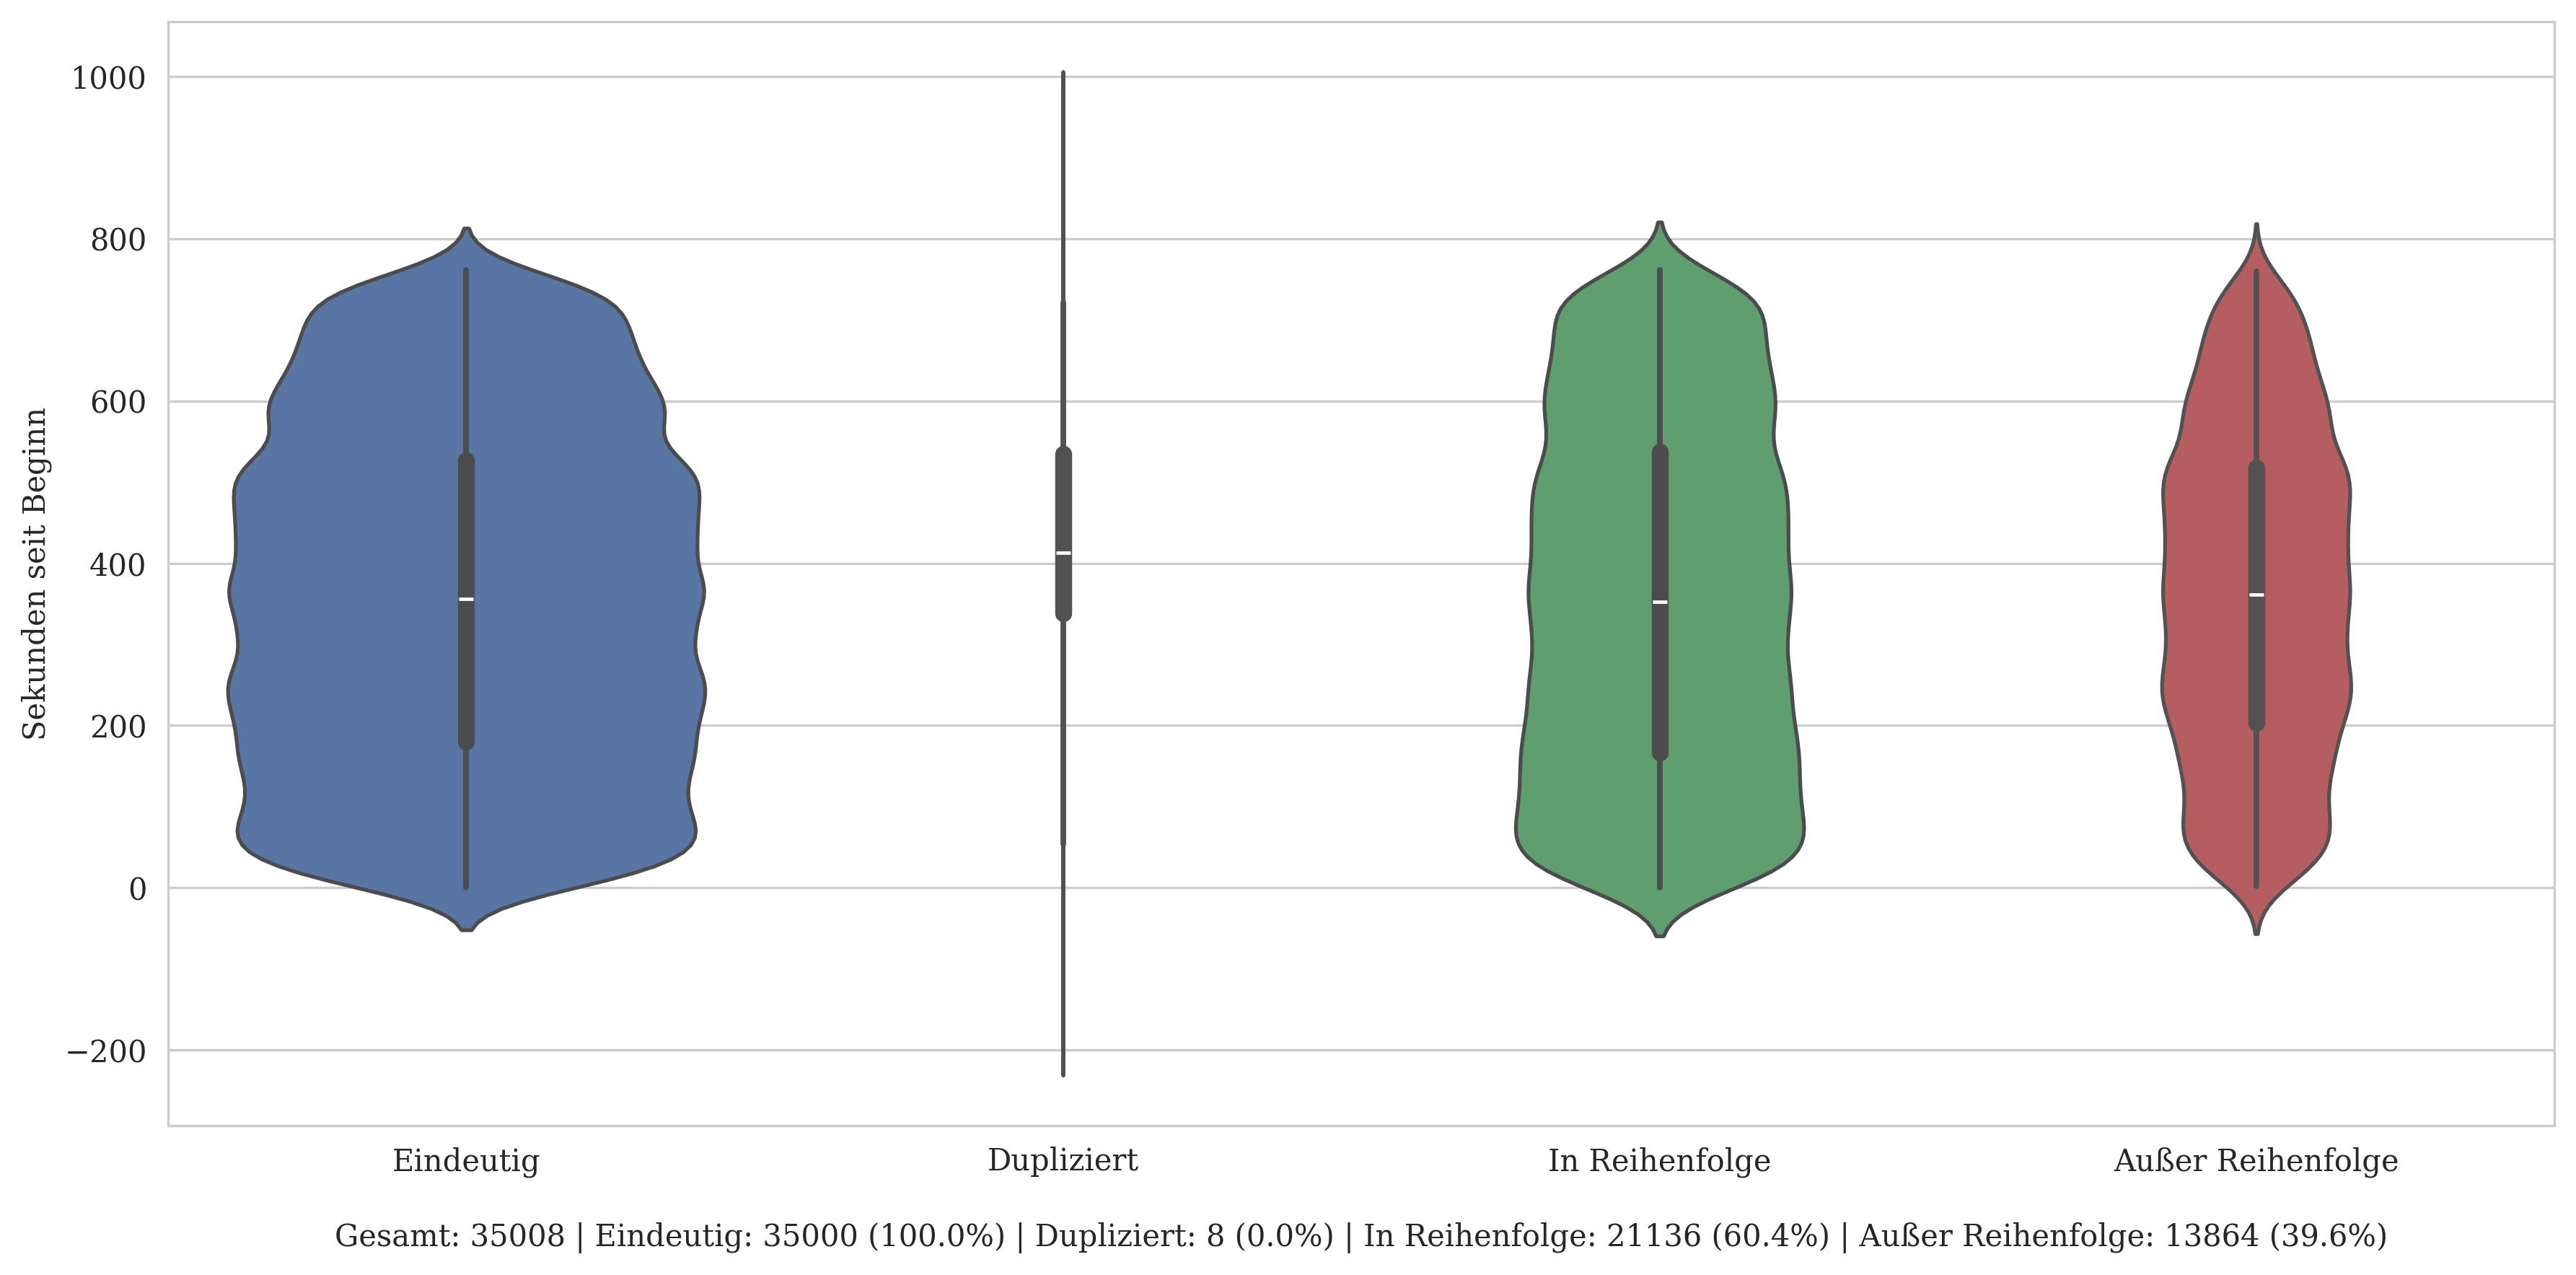 1000
800
600
400
200
0
−200
Sekunden seit Beginn
Eindeutig
Dupliziert
In Reihenfolge
Außer Reihenfolge
Gesamt: 35008 | Eindeutig: 35000 (100.0%) | Dupliziert: 8 (0.0%) | In Reihenfolge: 21136 (60.4%) | Außer Reihenfolge: 13864 (39.6%)